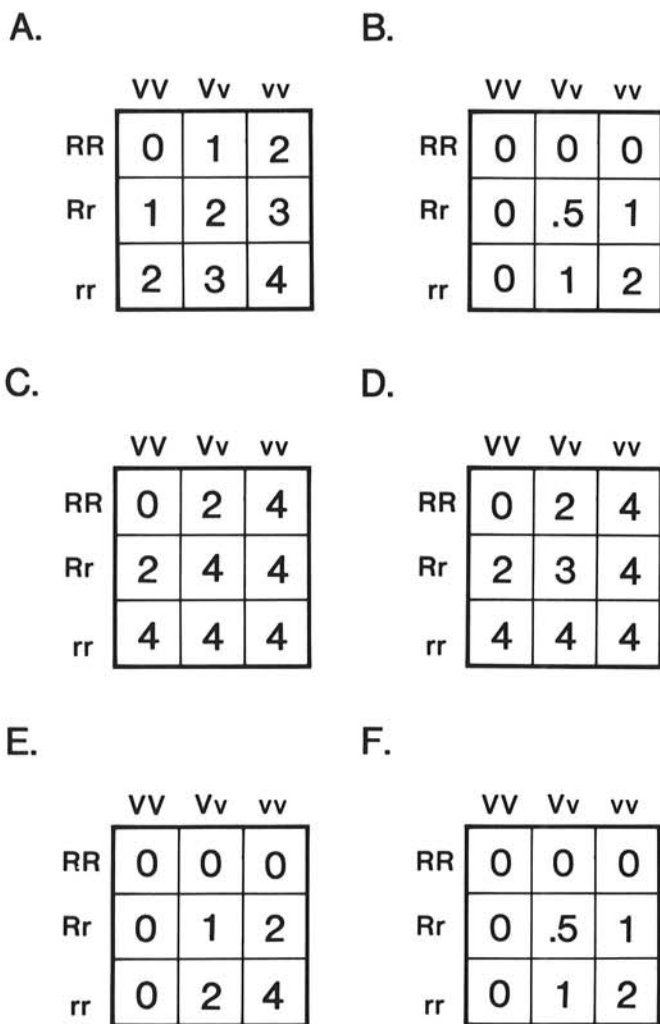 A. B.
VV Vv vv VV Vv vv
RR 0 1 2 RR 0 0 0
Rr 1 2 3 Rr 0 .5 1
rr 2 3 4 rr 0 1 2
C. D.
VV Vv vv VV Vv vv
RR 0 2 4 RR 0 2 4
Rr 2 4 4 Rr 2 3 4
rr 4 4 4 rr 4 4 4
E. F.
VV Vv vv VV Vv vv
RR 0 0 0 RR 0 0 0
Rr 0 1 2 Rr 0 .5 1
rr 0 2 4 rr 0 1 2